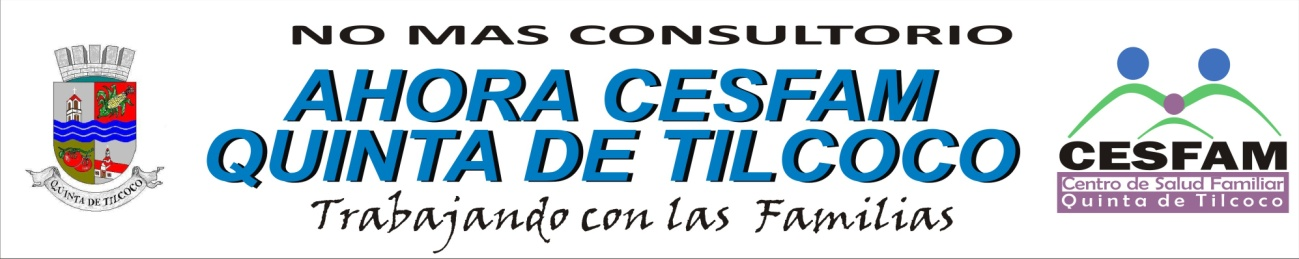 NO MAS CONSULTORIO
AHORA CESFAM
QUINTA DE TILCOCO
Trabajando con las Familias
QUINTA DE TILCOCO
CESFAM
Centro de Salud Familiar
Quinta de Tilcoco